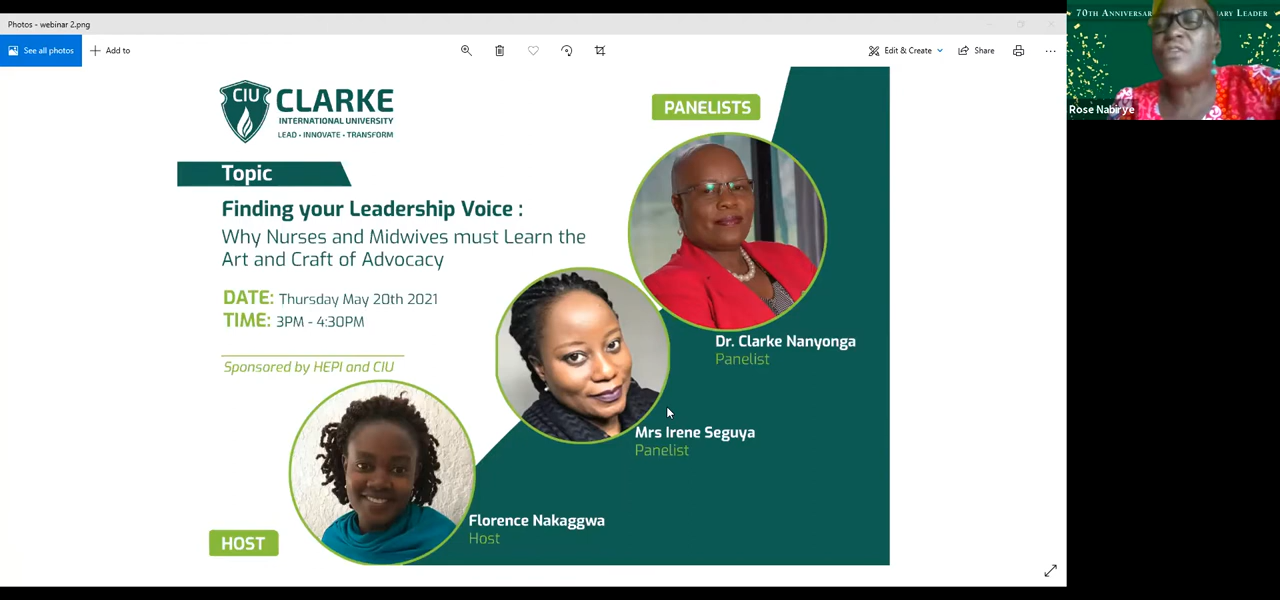 Photos - webinar 2.png
See all photos
Add to
Edit & Create
Share
CIU
CLARKE
INTERNATIONAL UNIVERSITY
LEAD • INNOVATE • TRANSFORM
Topic
Finding your Leadership Voice :
Why Nurses and Midwives must Learn the
Art and Craft of Advocacy
DATE: Thursday May 20th 2021
TIME: 3PM - 4:30PM
Sponsored by HEPI and CIU
PANELISTS
Dr. Clarke Nanyonga
Panelist
Mrs Irene Seguya
Panelist
Florence Nakaggwa
Host
HOST
70TH ANNIVERSAR
LEADER
Rose Nabirye